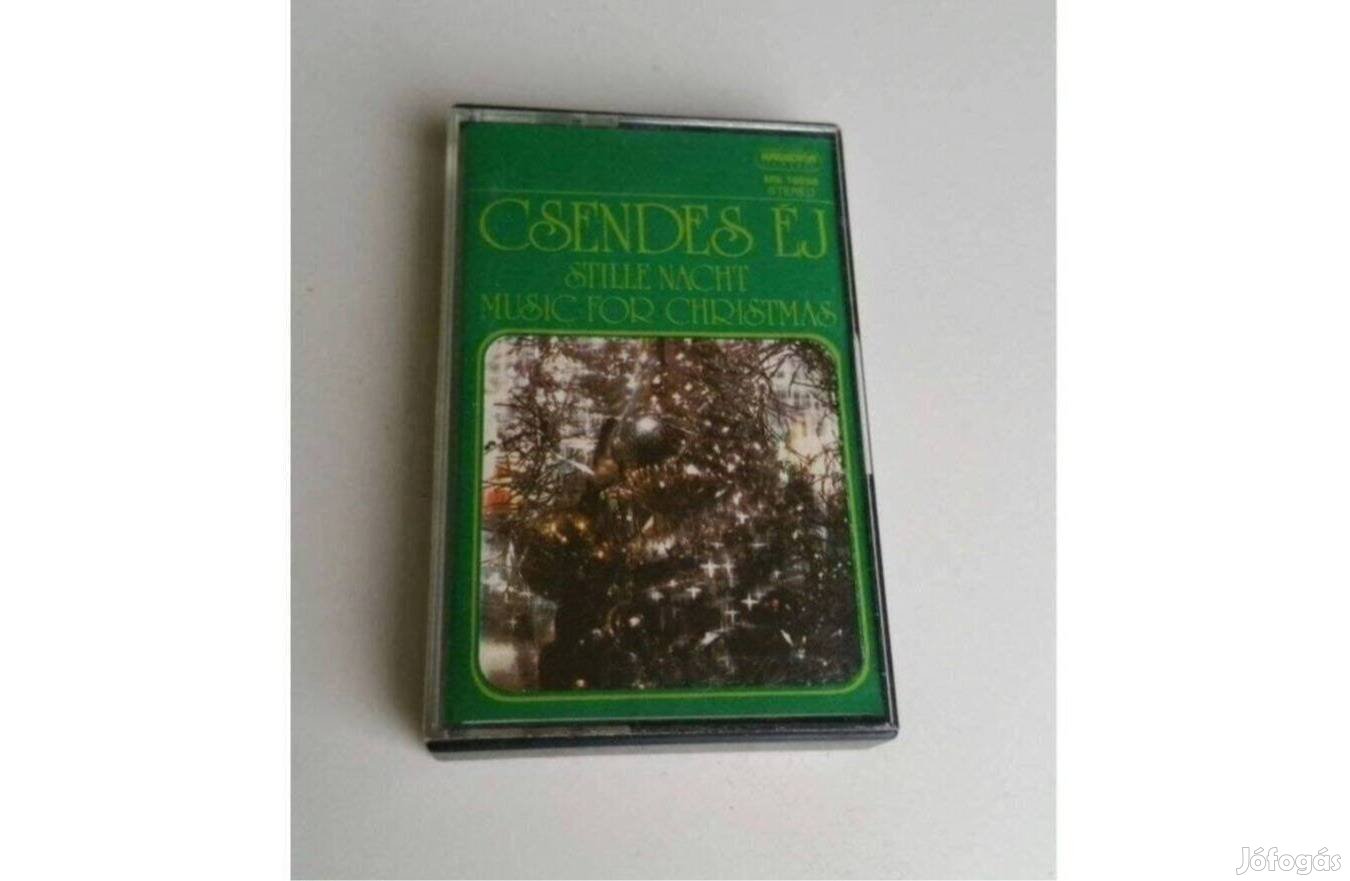 STEREO
CSENDES ÉJ
STILLE NACHT
MUSIC FOR CHRISTMAS
Jófogás